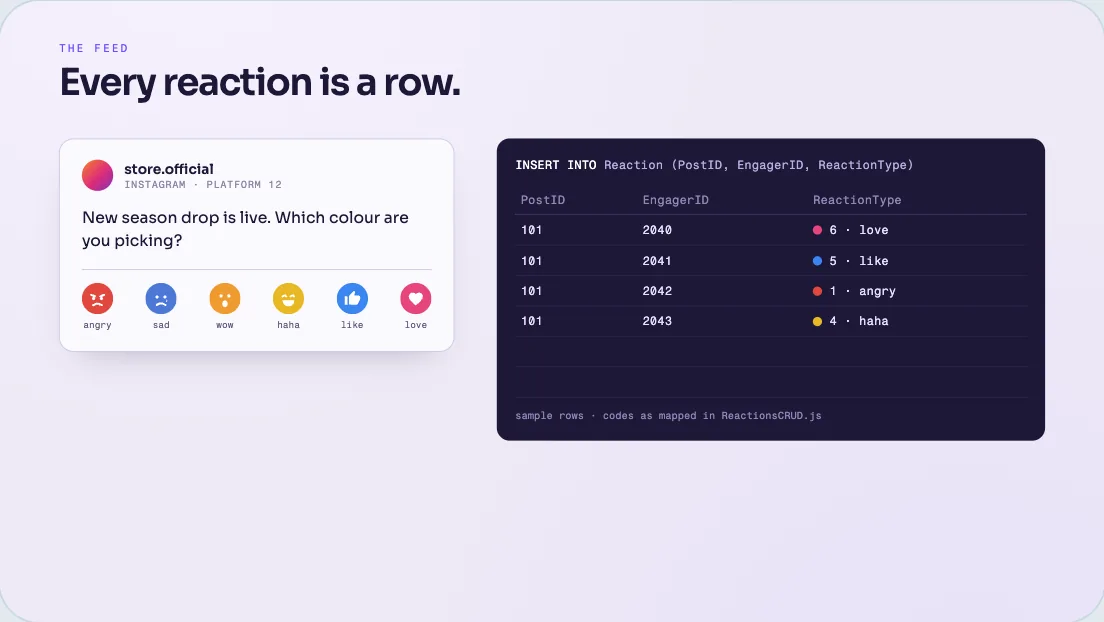 THE FEED
Every reaction is a row.
store.official
INSTAGRAM · PLATFORM 12
New season drop is live. Which colour are
you picking?
angry sad wow haha like love
INSERT INTO Reaction (PostID, EngagerID, ReactionType)
PostID EngagerID ReactionType
101 2040 6 · love
101 2041 5 · like
101 2042 1 · angry
101 2043 4 · haha
sample rows · codes as mapped in ReactionsCRUD.js